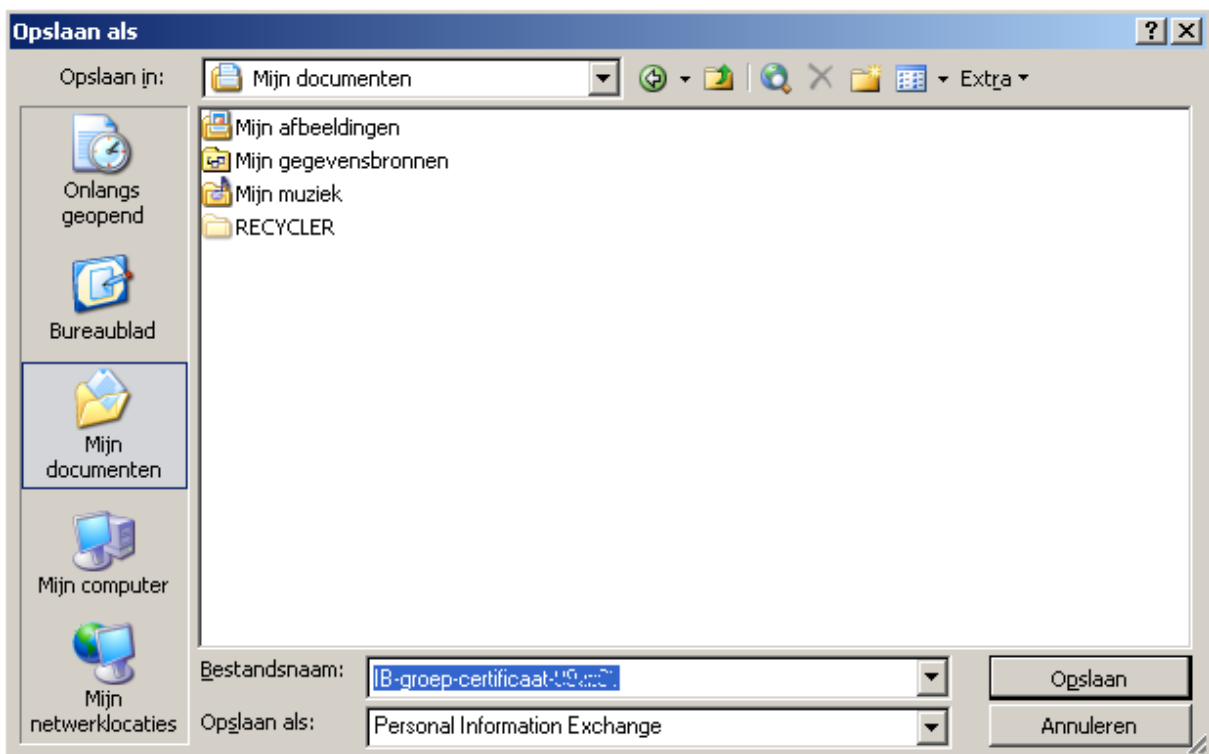 Opslaan als
Opslaan in:
Mijn documenten
Extra
Mijn afbeeldingen
Mijn gegevensbronnen
Mijn muziek
RECYCLER
Onlangs
geopend
Bureaublad
Mijn
documenten
Mijn computer
Mijn
netwerklocaties
Bestandsnaam:
IB-groep-certificaat-
Opslaan
Opslaan als:
Personal Information Exchange
Annuleren